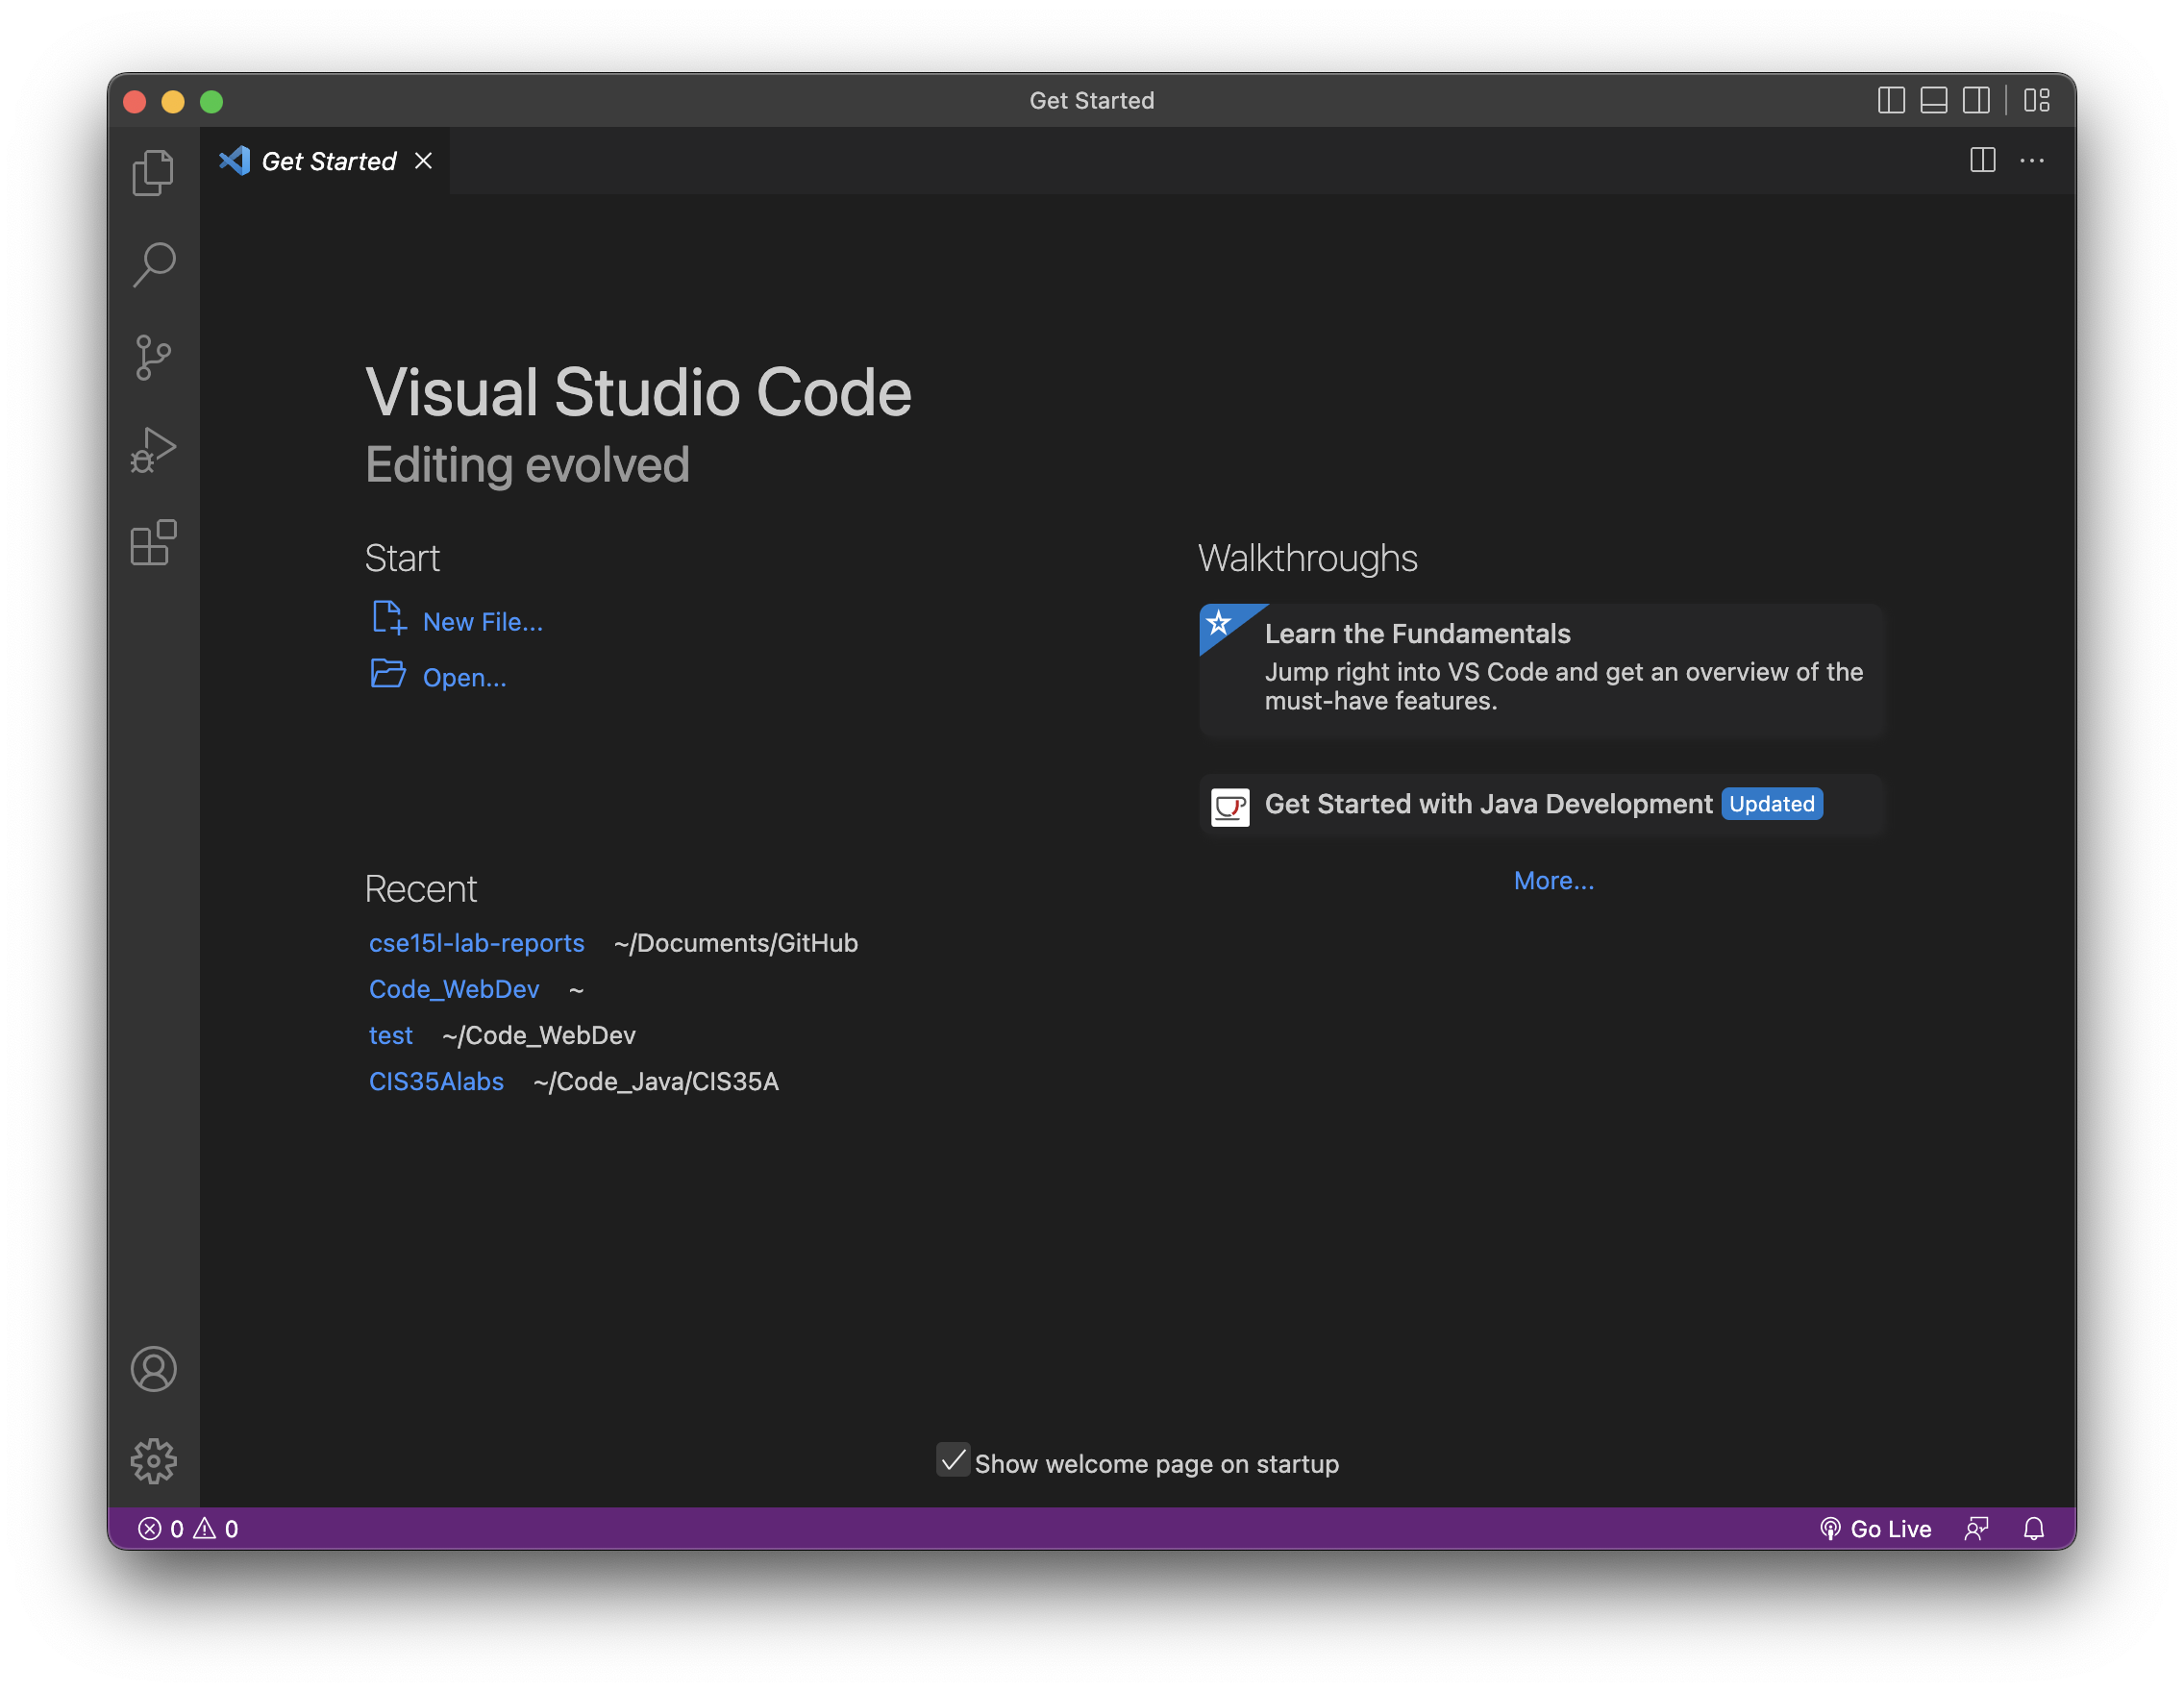 Get Started
Get Started
Visual Studio Code
Editing evolved
Start
New File...
Open...
Recent
cse15l-lab-reports ~/Documents/GitHub
Code_WebDev ~
test ~/Code_WebDev
CIS35Alabs ~/Code_Java/CIS35A
Walkthroughs
Learn the Fundamentals
Jump right into VS Code and get an overview of the
must-have features.
Get Started with Java Development Updated
More...
Show welcome page on startup
0 0 Go Live